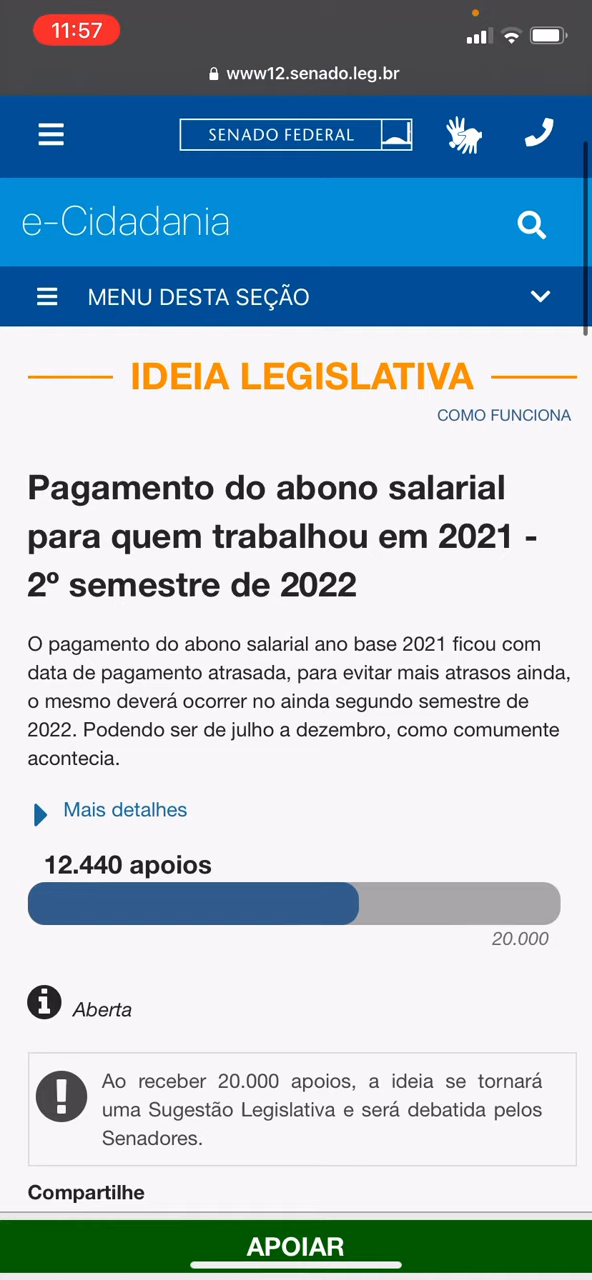 11:57
www12.senado.leg.br
SENADO FEDERAL
e-Cidadania
MENU DESTA SEÇÃO
IDEIA LEGISLATIVA
COMO FUNCIONA
Pagamento do abono salarial
para quem trabalhou em 2021 -
2º semestre de 2022
O pagamento do abono salarial ano base 2021 ficou com
data de pagamento atrasada, para evitar mais atrasos ainda,
o mesmo deverá ocorrer no ainda segundo semestre de
2022. Podendo ser de julho a dezembro, como comumente
acontecia.
Mais detalhes
12.440 apoios
20.000
Aberta
Ao receber 20.000 apoios, a ideia se tornará
uma Sugestão Legislativa e será debatida pelos
Senadores.
Compartilhe
APOIAR